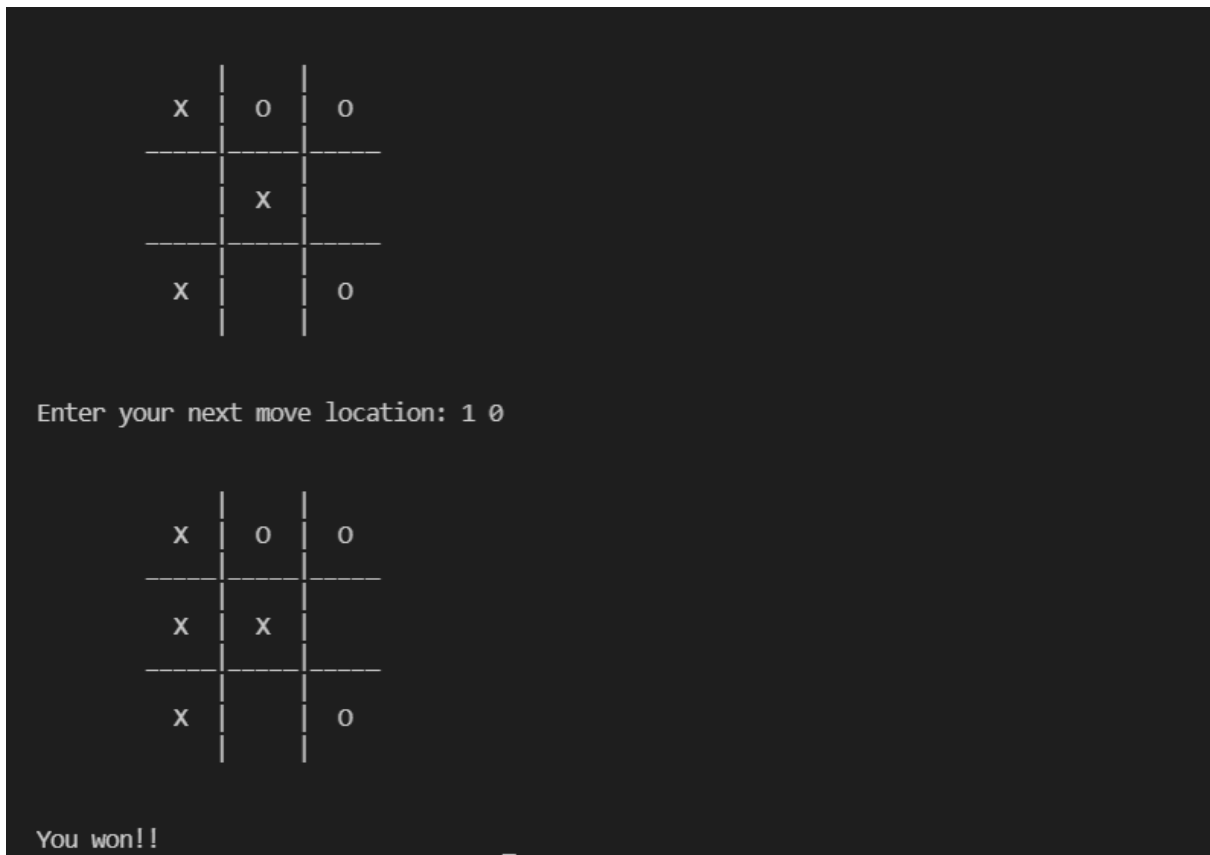 X | O | O
X
X | | O
Enter your next move location: 1 0
X | O | O
X | X |
X | | O
You won!!